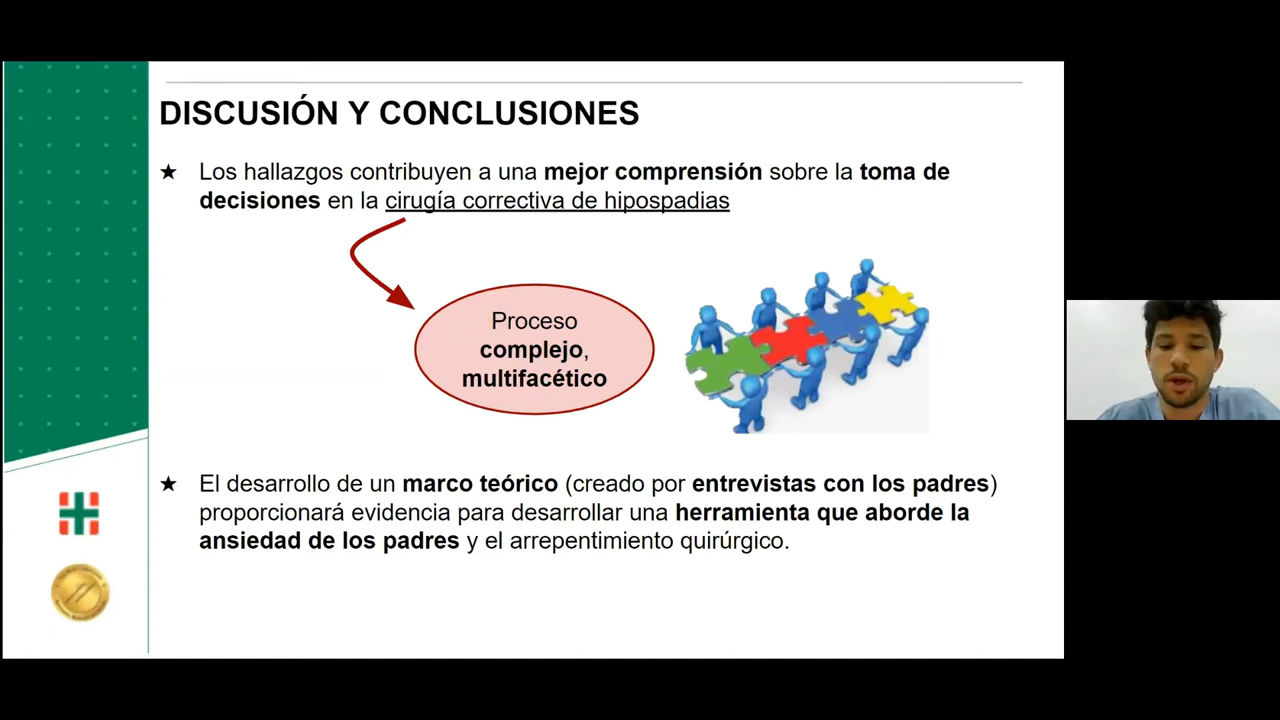 DISCUSIÓN Y CONCLUSIONES
★ Los hallazgos contribuyen a una mejor comprensión sobre la toma de
decisiones en la cirugía correctiva de hipospadias
Proceso
complejo,
multifacético
★ El desarrollo de un marco teórico (creado por entrevistas con los padres)
proporcionará evidencia para desarrollar una herramienta que aborde la
ansiedad de los padres y el arrepentimiento quirúrgico.